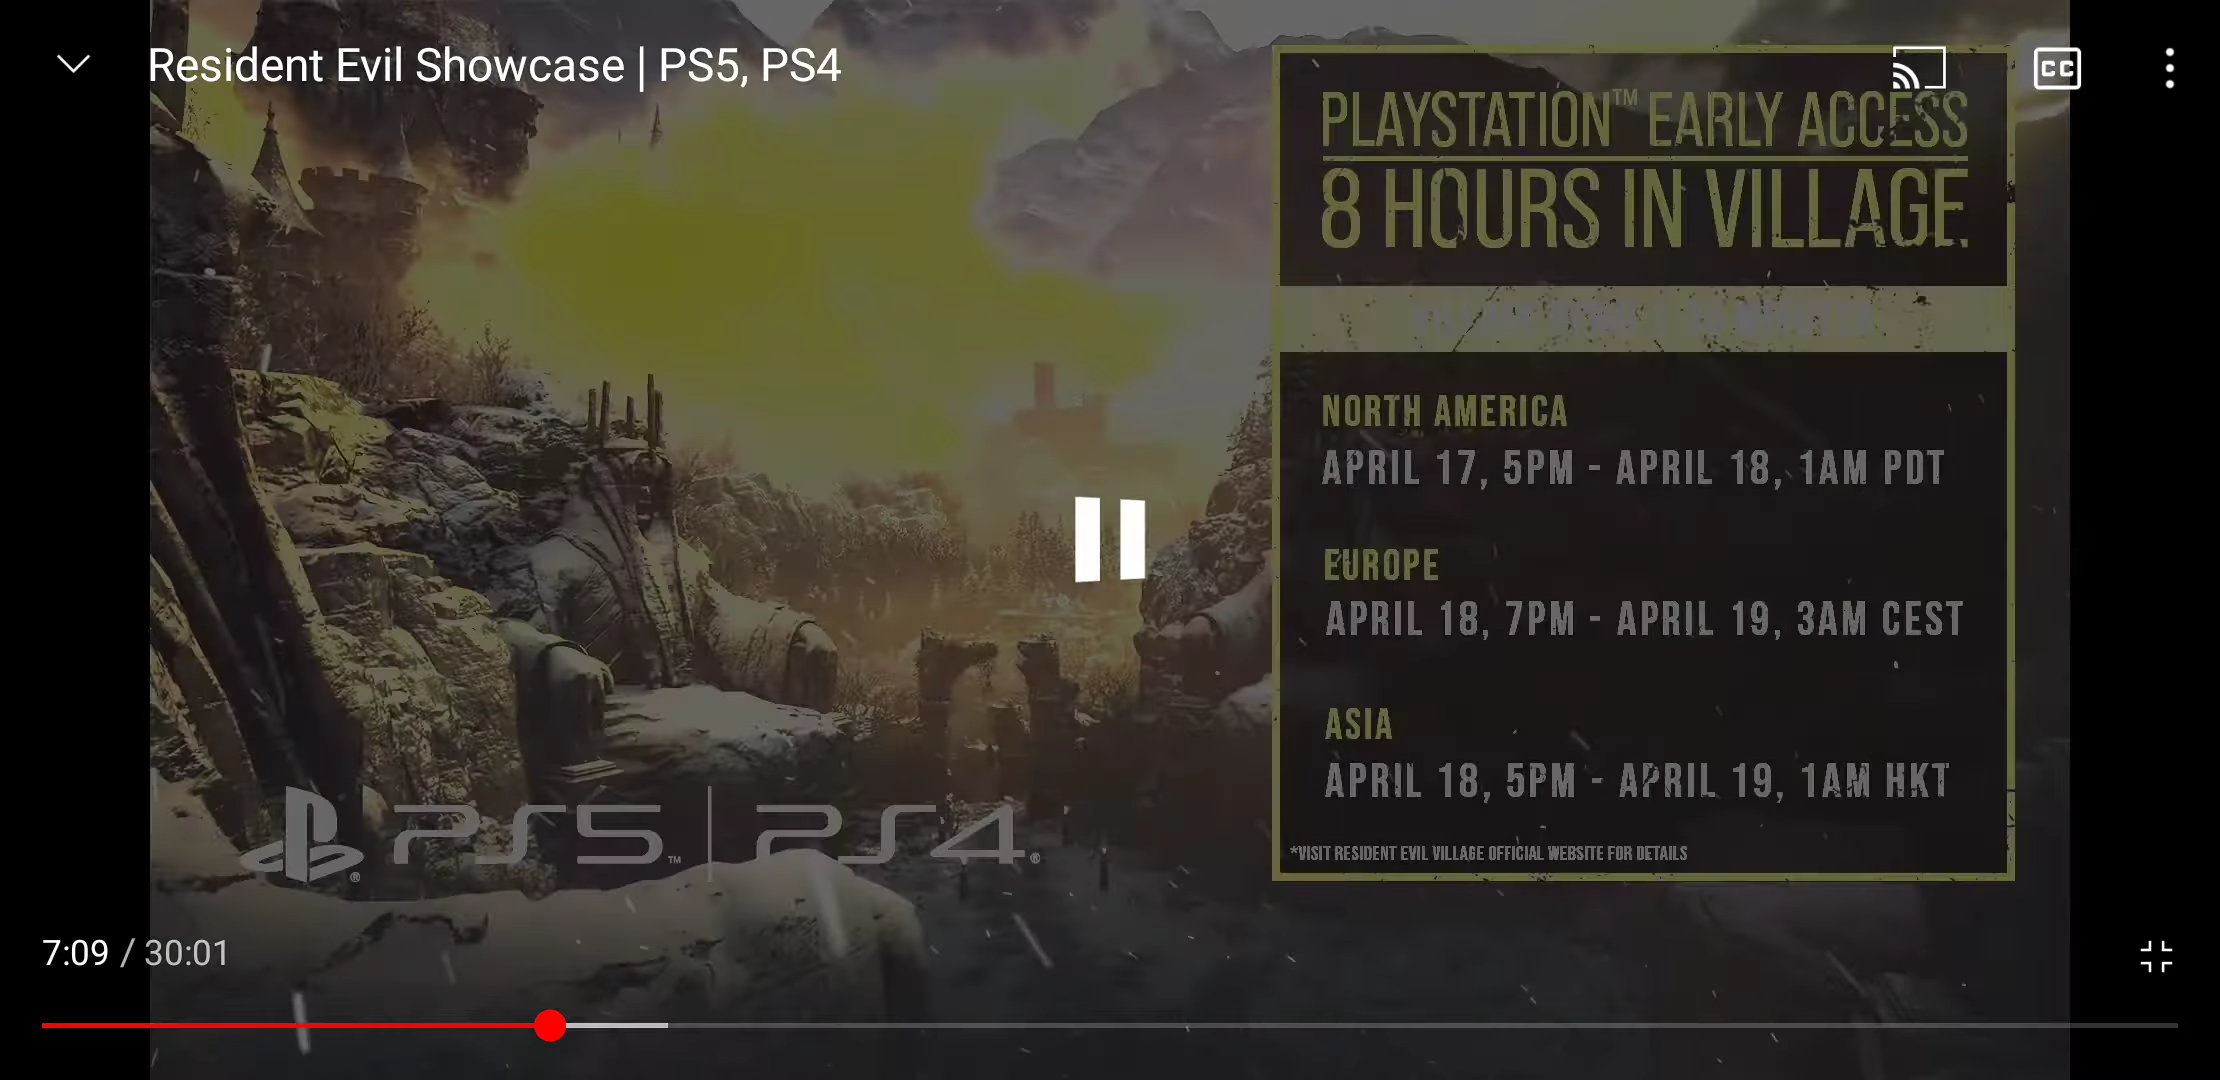 Resident Evil Showcase | PS5, PS4
CC
PLAYSTATION™ EARLY ACCESS
8 HOURS IN VILLAGE
NORTH AMERICA
APRIL 17, 5PM - APRIL 18, 1AM PDT
EUROPE
APRIL 18, 7PM - APRIL 19, 3AM CEST
ASIA
APRIL 18, 5PM - APRIL 19, 1AM HKT
*VISIT RESIDENT EVIL VILLAGE OFFICIAL WEBSITE FOR DETAILS
® PS5™ | PS4®
7:09 / 30:01